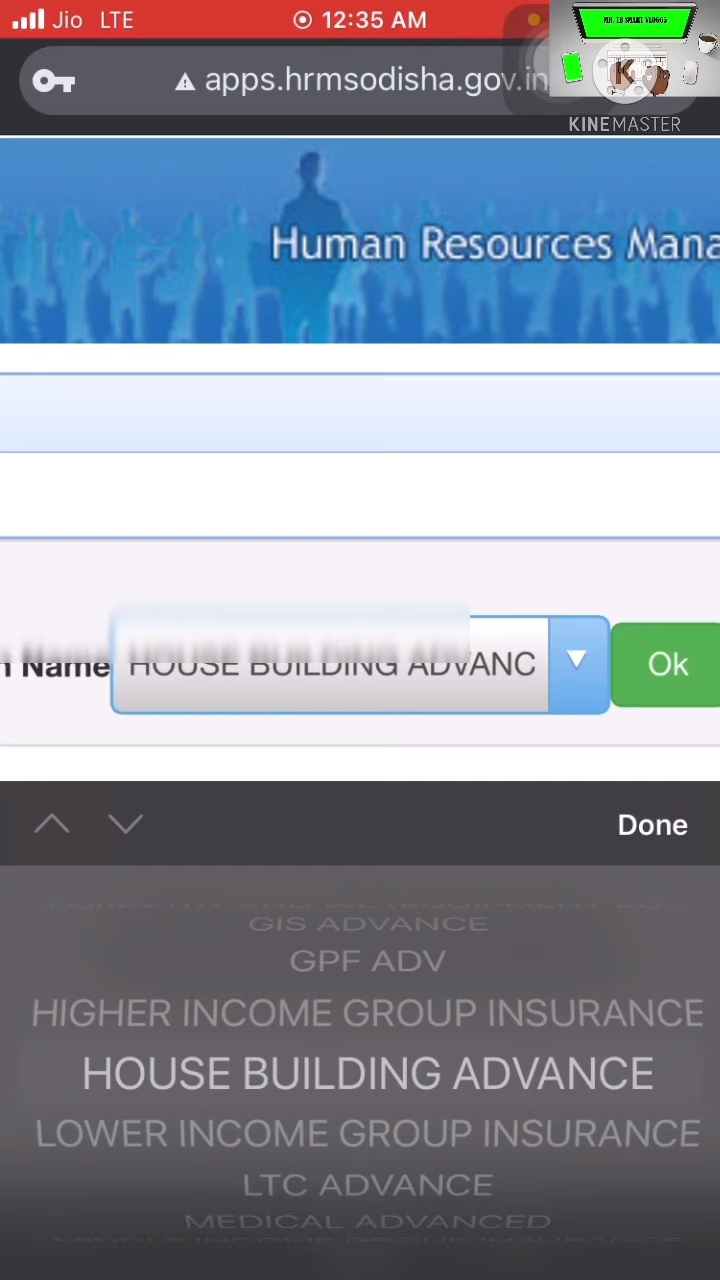 Jio LTE 12:35 AM
apps.hrmsodisha.gov.in
K
KINEMASTER
Human Resources Mana
Name HOUSE BUILDING ADVANC Ok
Done
GIS ADVANCE
GPF ADV
HIGHER INCOME GROUP INSURANCE
HOUSE BUILDING ADVANCE
LOWER INCOME GROUP INSURANCE
LTC ADVANCE
MEDICAL ADVANCED